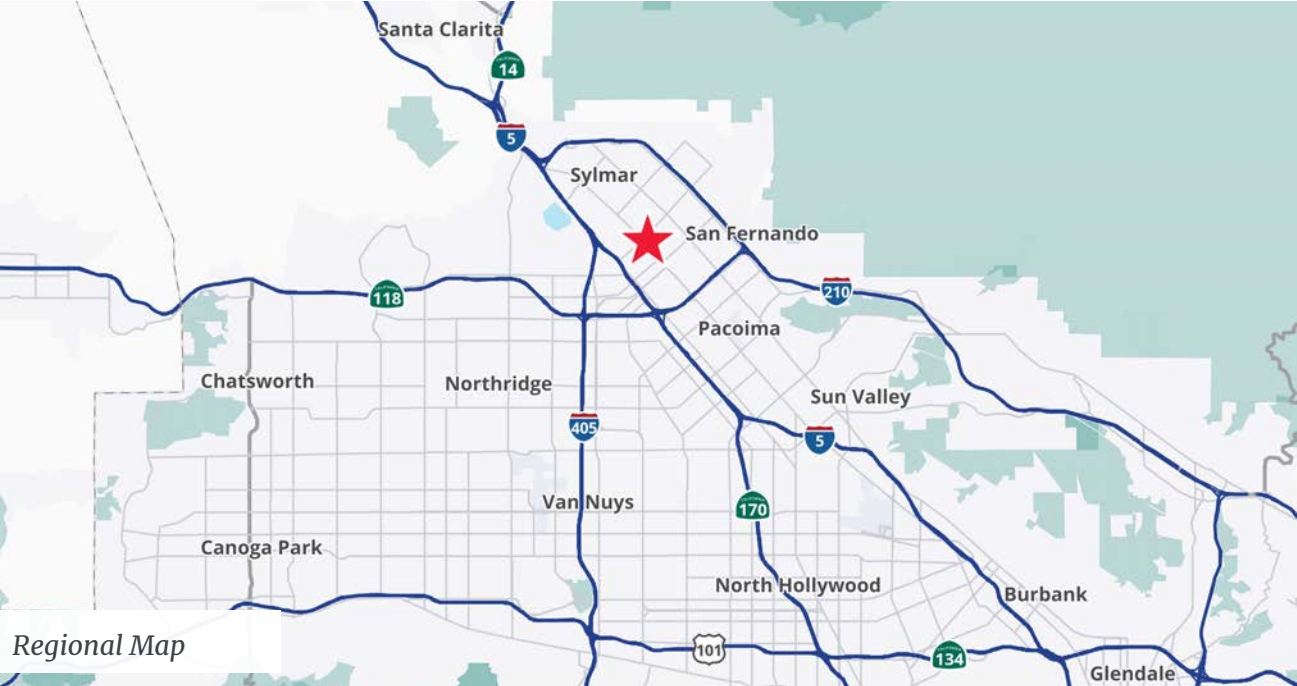 Santa Clarita
14
5
Sylmar
San Fernando
118
210
Pacoima
Chatsworth
Northridge
Sun Valley
405
5
Van Nuys
170
Canoga Park
North Hollywood
Burbank
Regional Map
101
134
Glendale